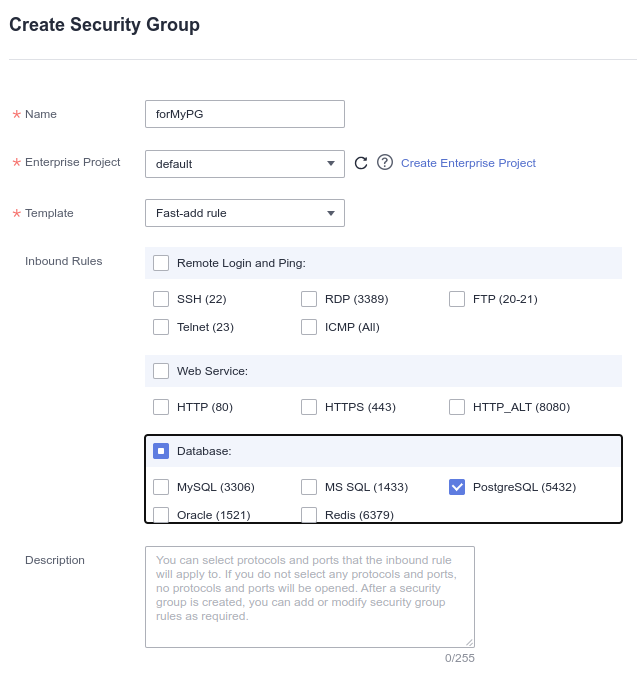 Create Security Group
* Name
forMyPG
* Enterprise Project
default
Create Enterprise Project
* Template
Fast-add rule
Inbound Rules
Remote Login and Ping:
SSH (22) RDP (3389) FTP (20-21)
Telnet (23) ICMP (All)
Web Service:
HTTP (80) HTTPS (443) HTTP_ALT (8080)
Database:
MySQL (3306) MS SQL (1433) PostgreSQL (5432)
Oracle (1521) Redis (6379)
Description
You can select protocols and ports that the inbound rule
will apply to. If you do not select any protocols and ports,
no protocols and ports will be opened. After a security
group is created, you can add or modify security group
rules as required.
0/255